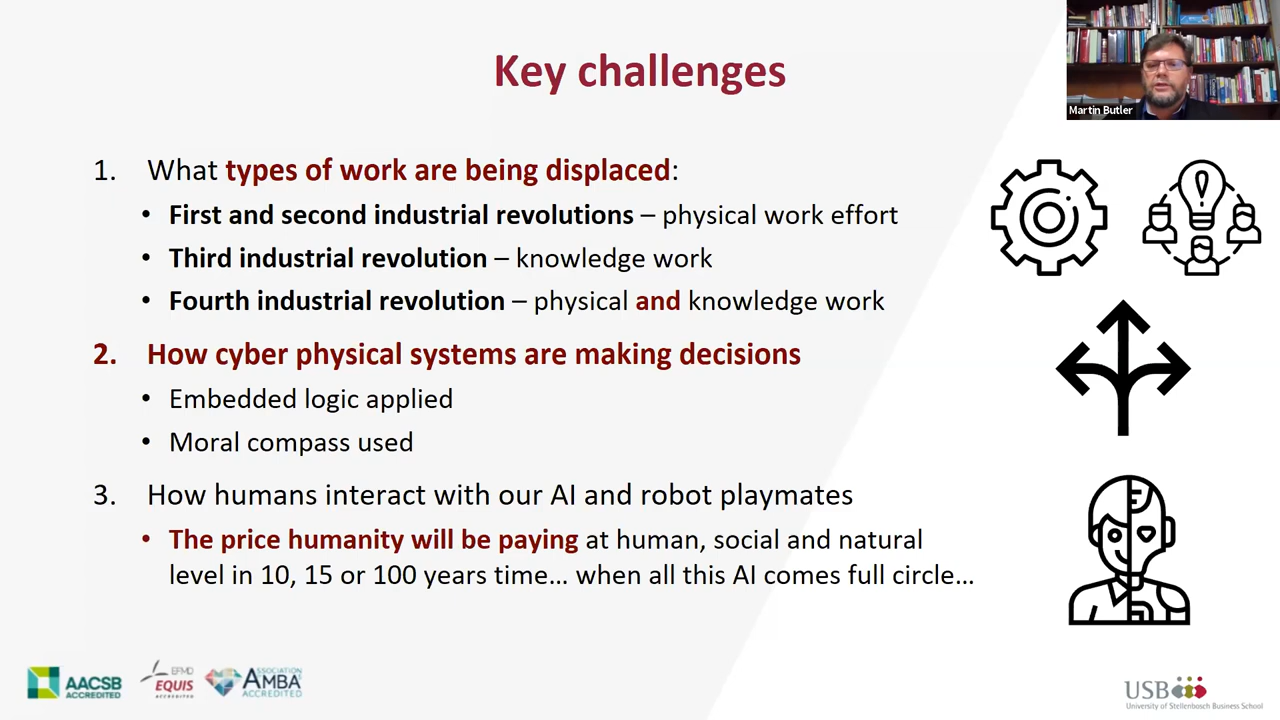 Key challenges
Martin Butler
1. What types of work are being displaced:
• First and second industrial revolutions – physical work effort
• Third industrial revolution – knowledge work
• Fourth industrial revolution – physical and knowledge work
2. How cyber physical systems are making decisions
• Embedded logic applied
• Moral compass used
3. How humans interact with our AI and robot playmates
• The price humanity will be paying at human, social and natural
level in 10, 15 or 100 years time... when all this AI comes full circle...
AACSB
ACCREDITED
EFMD
EQUIS
ACCREDITED
ASSOCIATION
AMBA
ACCREDITED
USB
University of Stellenbosch Business School